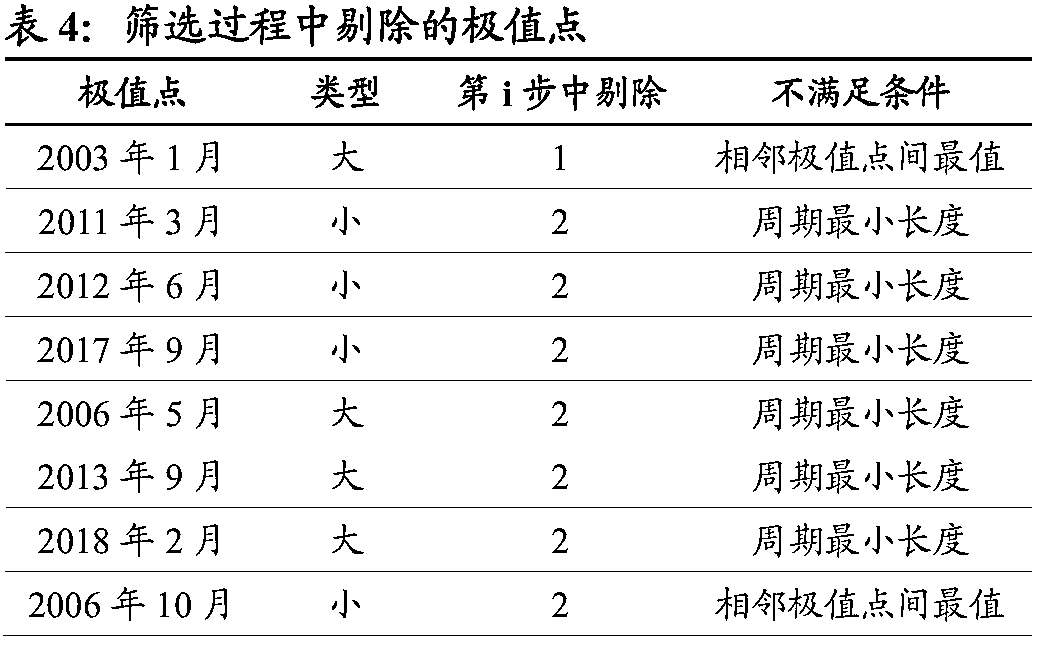 表 4：筛选过程中剔除的极值点
极值点 类型 第 i 步中剔除 不满足条件
2003 年 1 月 大 1 相邻极值点间最值
2011 年 3 月 小 2 周期最小长度
2012 年 6 月 小 2 周期最小长度
2017 年 9 月 小 2 周期最小长度
2006 年 5 月 大 2 周期最小长度
2013 年 9 月 大 2 周期最小长度
2018 年 2 月 大 2 周期最小长度
2006 年 10 月 小 2 相邻极值点间最值